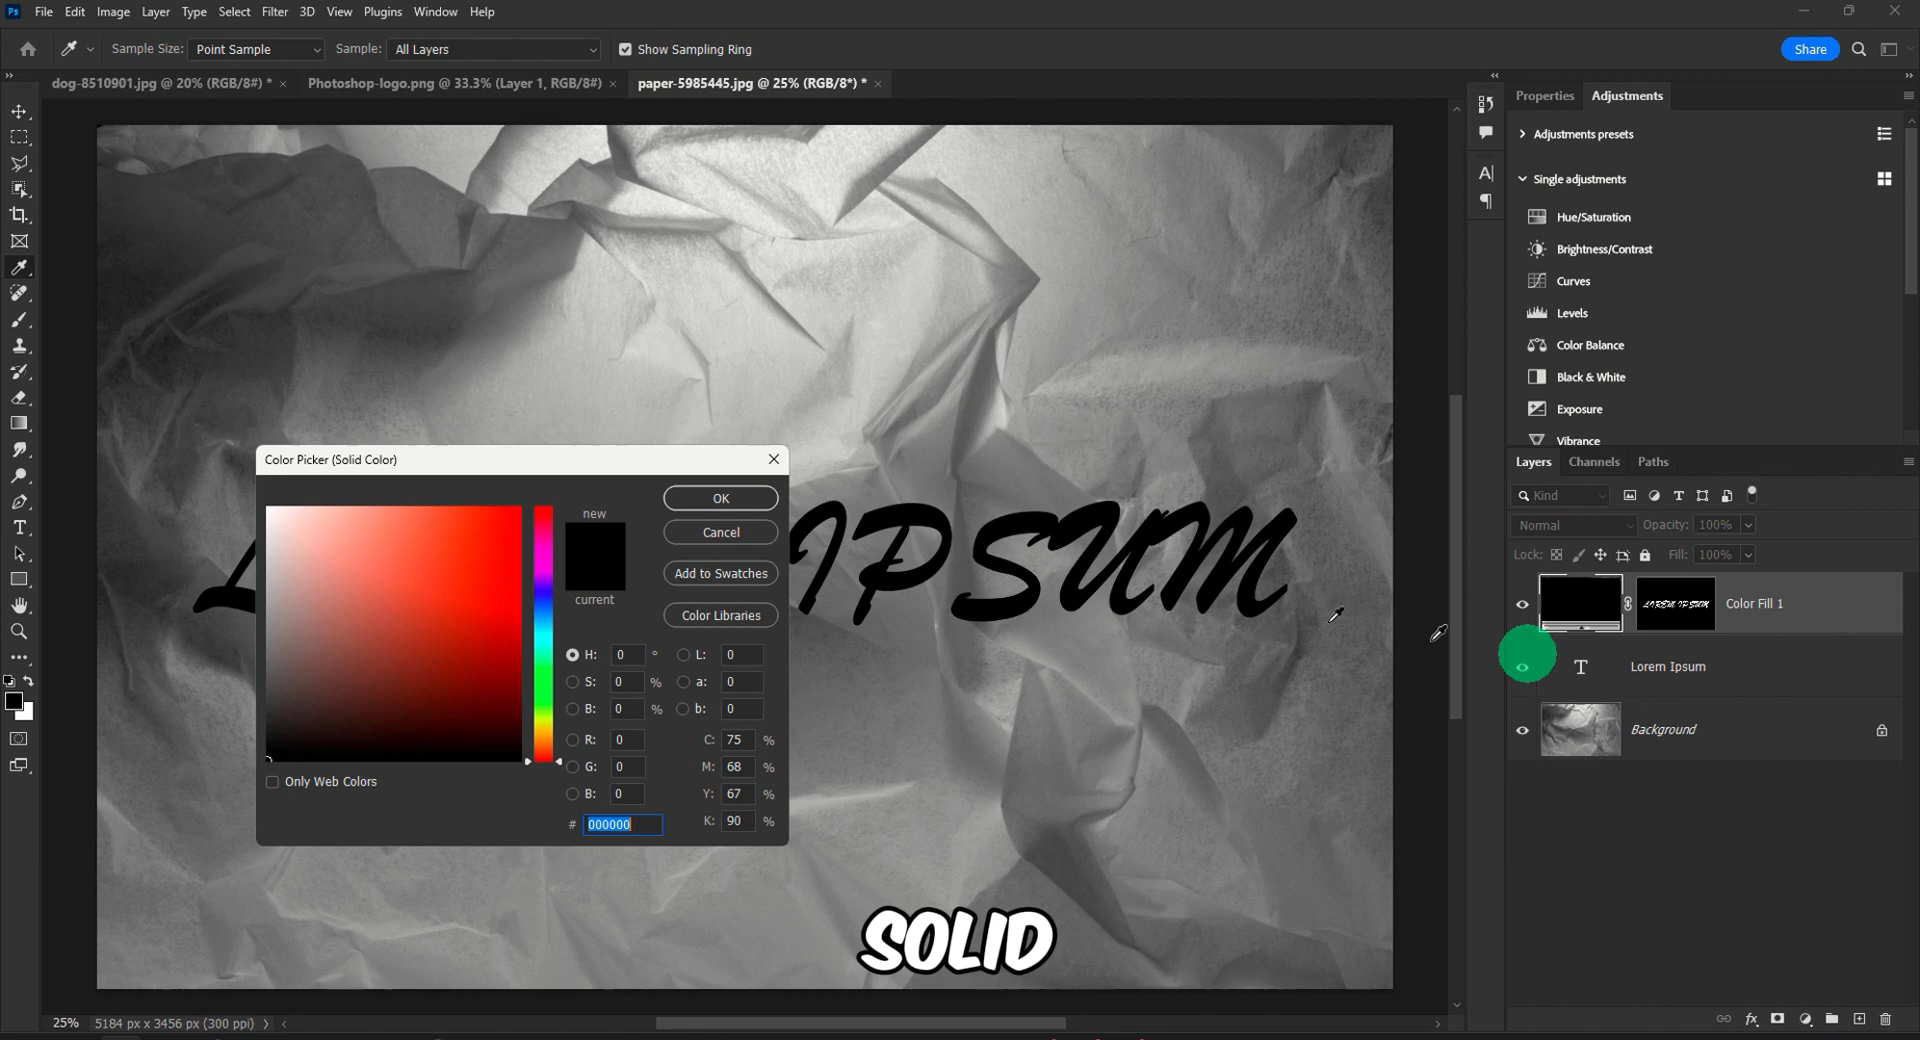 Ps File Edit Image Layer Type Select Filter 3D View Plugins Window Help
Sample Size: Point Sample Sample: All Layers Show Sampling Ring Share
dog-8510901.jpg @ 20% (RGB/8#) * × Photoshop-logo.png @ 33.3% (Layer 1, RGB/8#) × paper-5985445.jpg @ 25% (RGB/8*) * ×
Properties Adjustments
Adjustments presets
Single adjustments
Hue/Saturation
Brightness/Contrast
Curves
Levels
Color Balance
Black & White
Exposure
Vibrance
Color Picker (Solid Color)
new
current
OK
Cancel
Add to Swatches
Color Libraries
H: 0 ° L: 0
S: 0 % a: 0
B: 0 % b: 0
R: 0 C: 75 %
G: 0 M: 68 %
B: 0 Y: 67 %
# 000000 K: 90 %
Only Web Colors
IPSUM
SOLID
Layers Channels Paths
Kind
Normal Opacity: 100%
Lock: Fill: 100%
LOREM IPSUM Color Fill 1
T Lorem Ipsum
Background
25% 5184 px x 3456 px (300 ppi)